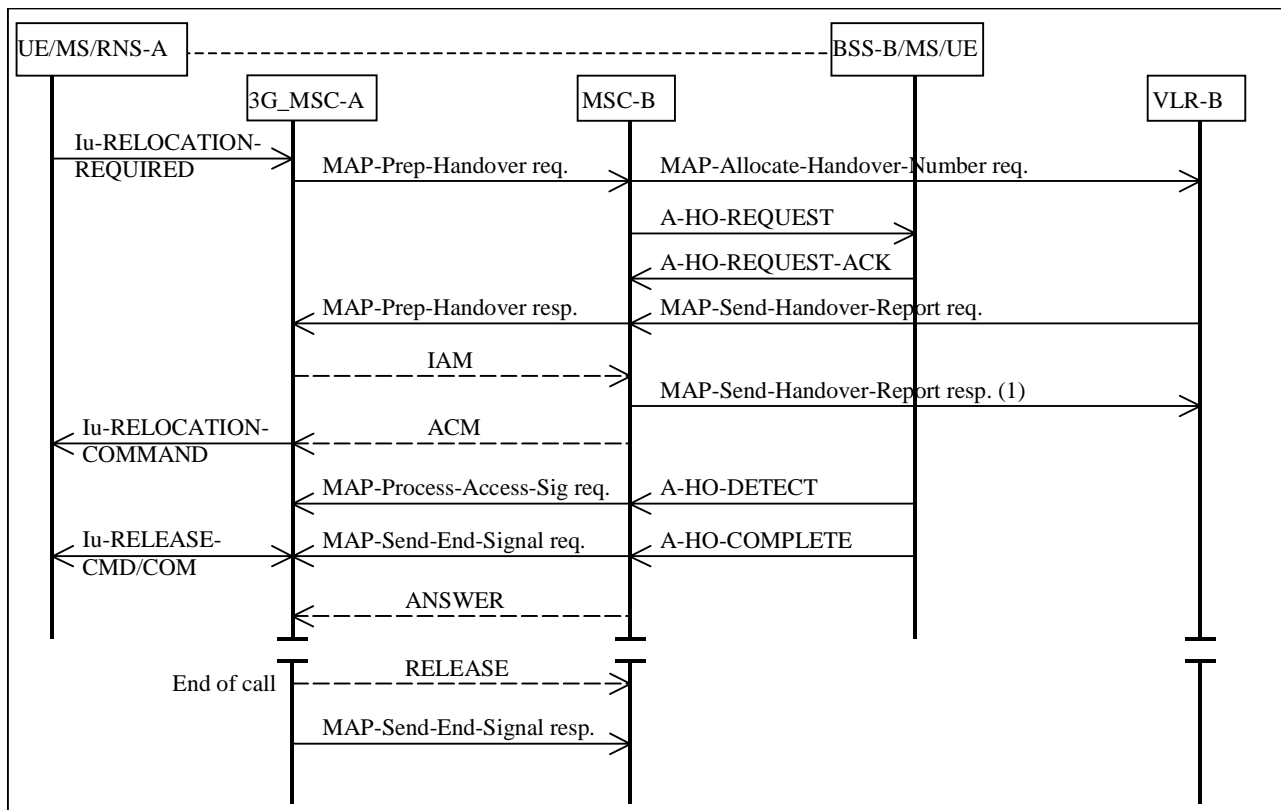 UE/MS/RNS-A
BSS-B/MS/UE
3G_MSC-A
MSC-B
VLR-B
Iu-RELOCATION-
REQUIRED
MAP-Prep-Handover req.
MAP-Allocate-Handover-Number req.
A-HO-REQUEST
A-HO-REQUEST-ACK
MAP-Prep-Handover resp.
MAP-Send-Handover-Report req.
IAM
MAP-Send-Handover-Report resp. (1)
Iu-RELOCATION-
COMMAND
ACM
MAP-Process-Access-Sig req.
A-HO-DETECT
Iu-RELEASE-
CMD/COM
MAP-Send-End-Signal req.
A-HO-COMPLETE
ANSWER
RELEASE
End of call
MAP-Send-End-Signal resp.